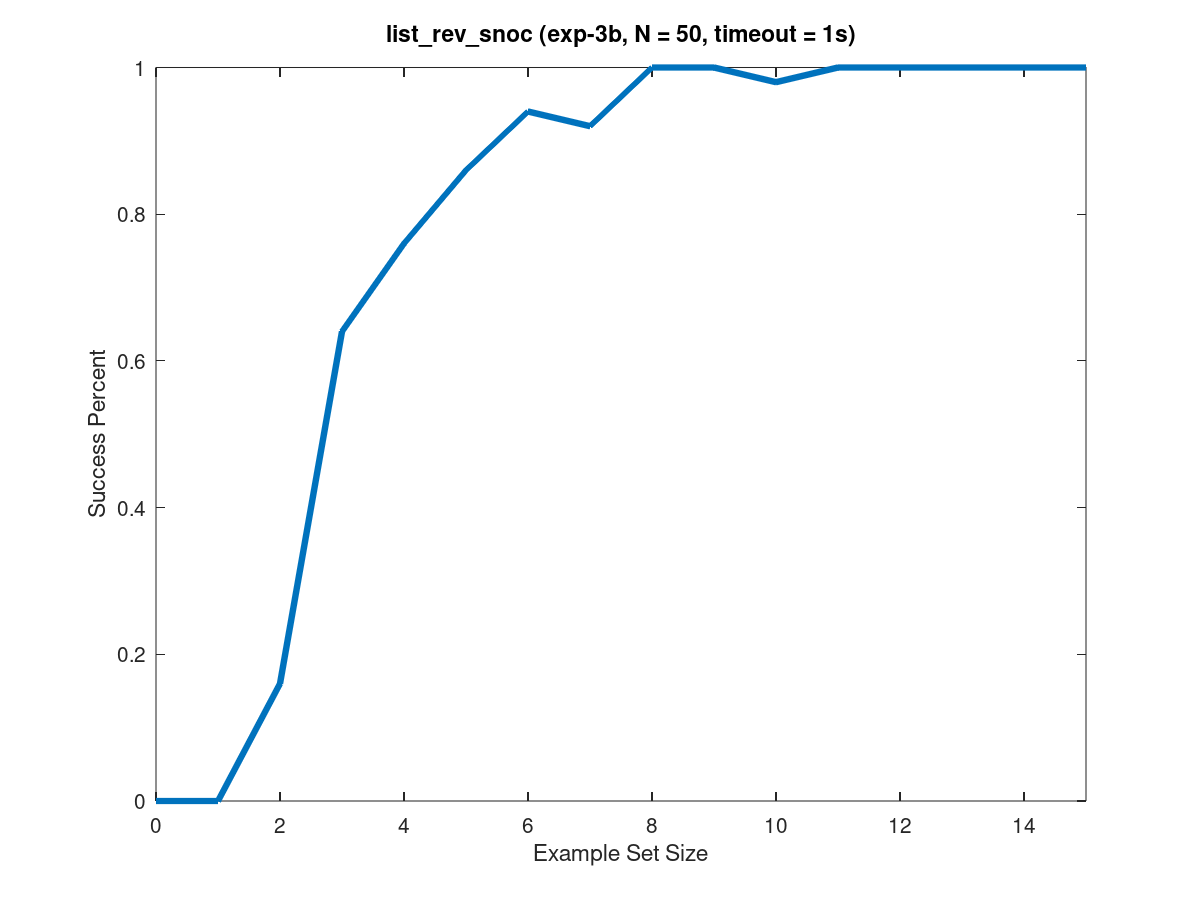 list_rev_snoc (exp-3b, N = 50, timeout = 1s)
1
0.8
0.6
0.4
0.2
0
Success Percent
0 2 4 6 8 10 12 14
Example Set Size